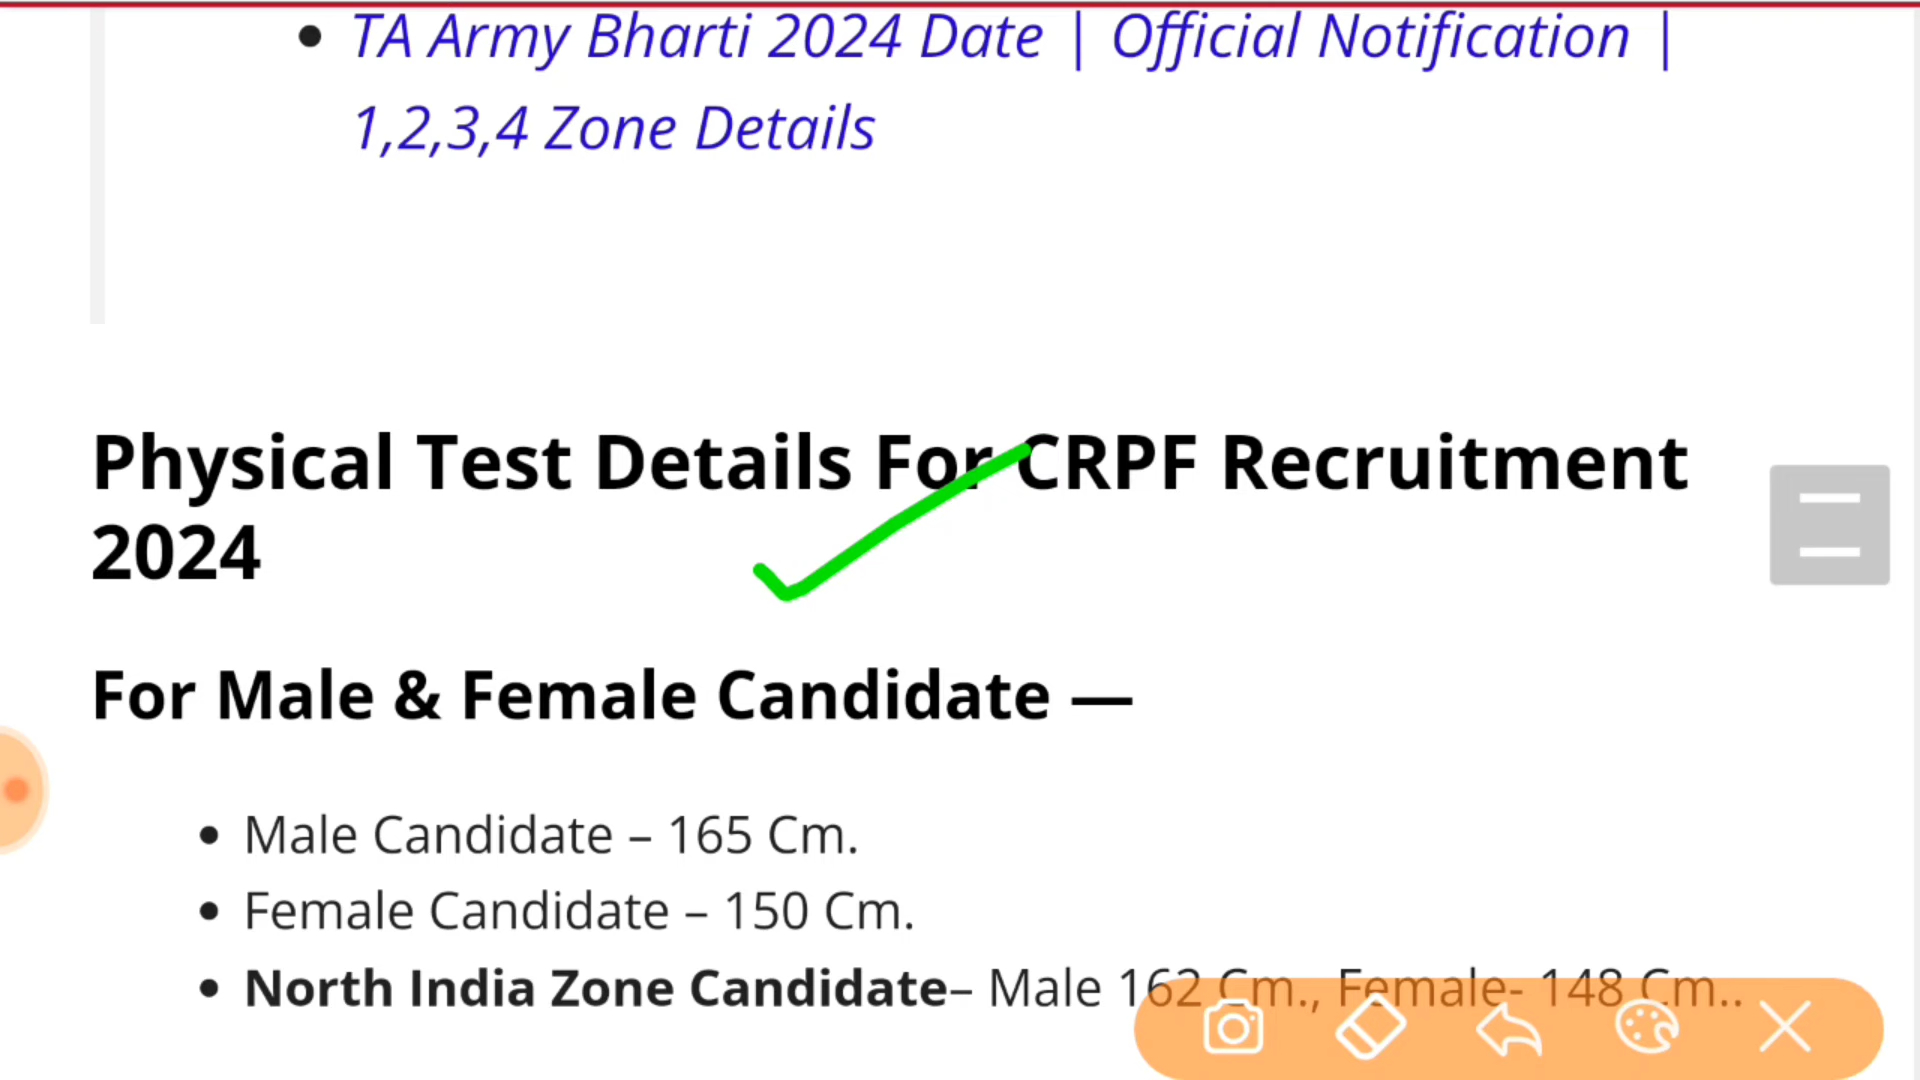 TA Army Bharti 2024 Date | Official Notification |
1,2,3,4 Zone Details
Physical Test Details For CRPF Recruitment
2024
For Male & Female Candidate —
Male Candidate – 165 Cm.
Female Candidate – 150 Cm.
North India Zone Candidate– Male 162 Cm., Female- 148 Cm..